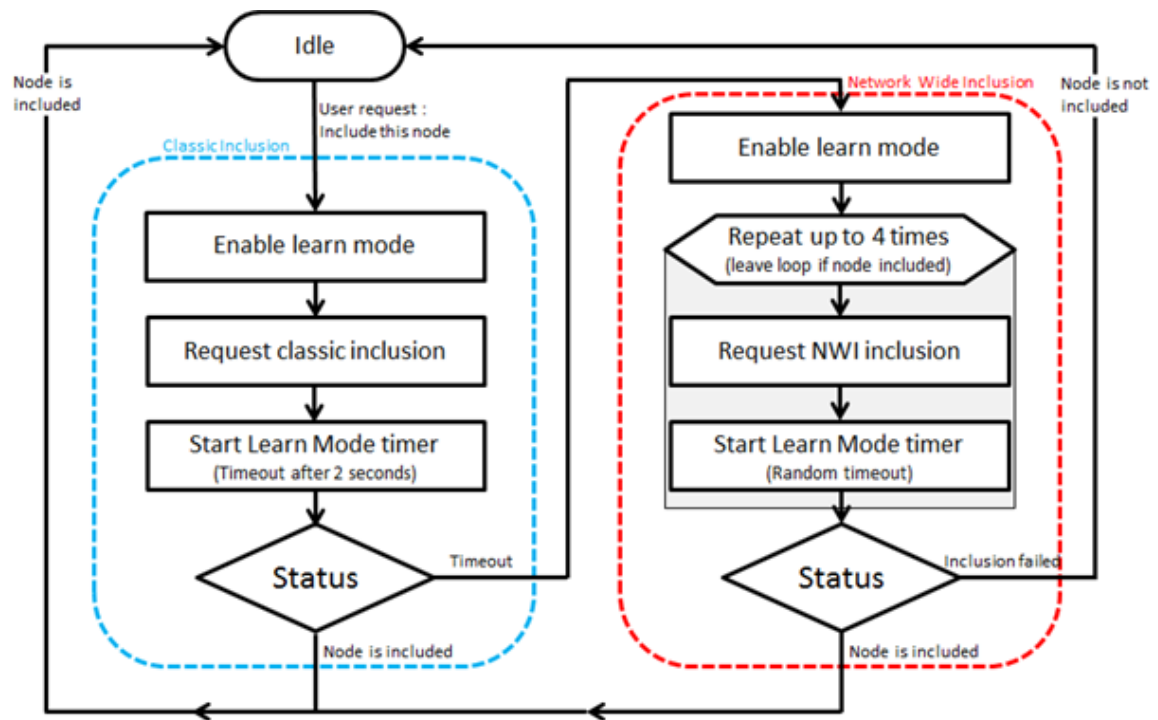 Idle
Node is
included
User request :
Include this node
Classic Inclusion
Enable learn mode
Request classic inclusion
Start Learn Mode timer
(Timeout after 2 seconds)
Status
Timeout
Node is included
Network Wide Inclusion
Node is not
included
Enable learn mode
Repeat up to 4 times
(leave loop if node included)
Request NWI inclusion
Start Learn Mode timer
(Random timeout)
Status
Inclusion failed
Node is included